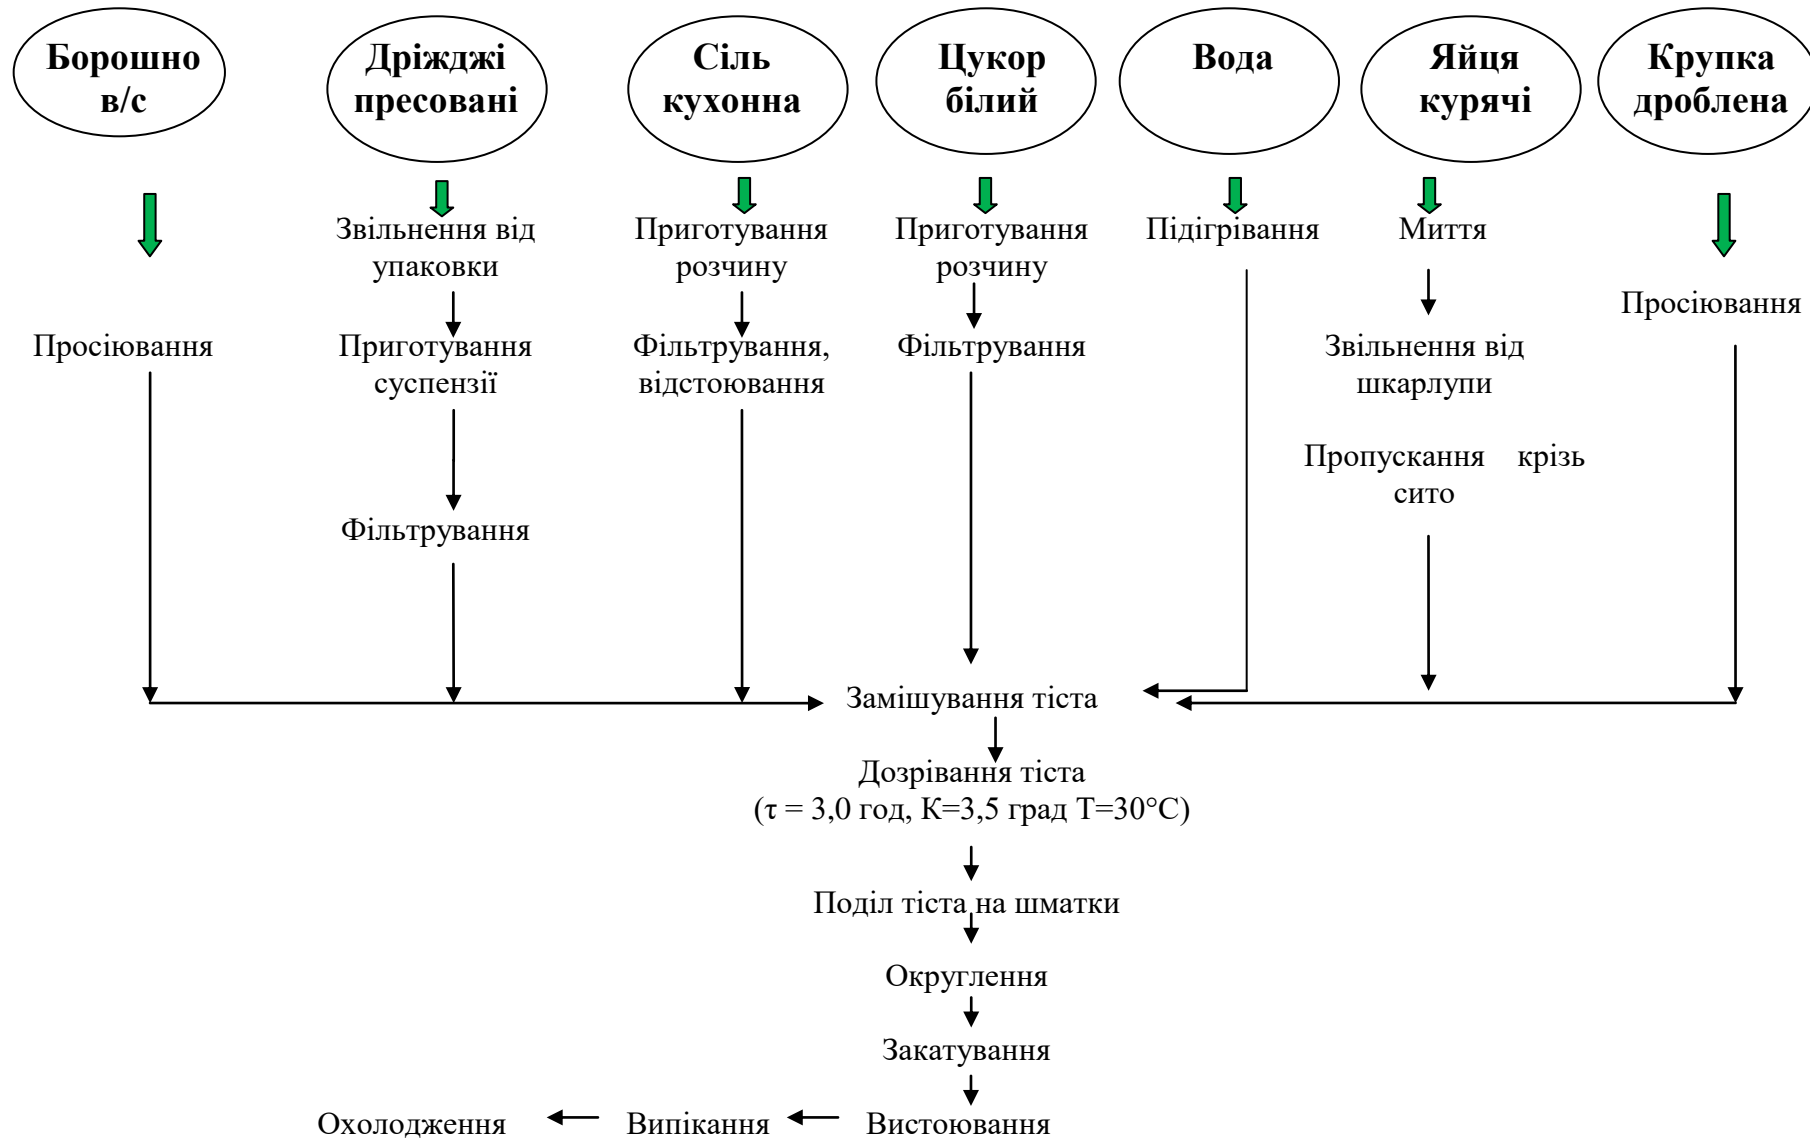 Борошно
в/с
Дріжджі
пресовані
Сіль
кухонна
Цукор
білий
Вода
Яйця
курячі
Крупка
дроблена
Звільнення від
упаковки
Приготування
розчину
Приготування
розчину
Підігрівання
Миття
Просіювання
Просіювання
Приготування
суспензії
Фільтрування,
відстоювання
Фільтрування
Звільнення від
шкарлупи
Пропускання крізь
сито
Фільтрування
Замішування тіста
Дозрівання тіста
(τ = 3,0 год, К=3,5 град Т=30°С)
Поділ тіста на шматки
Округлення
Закатування
Охолодження
Випікання
Вистоювання